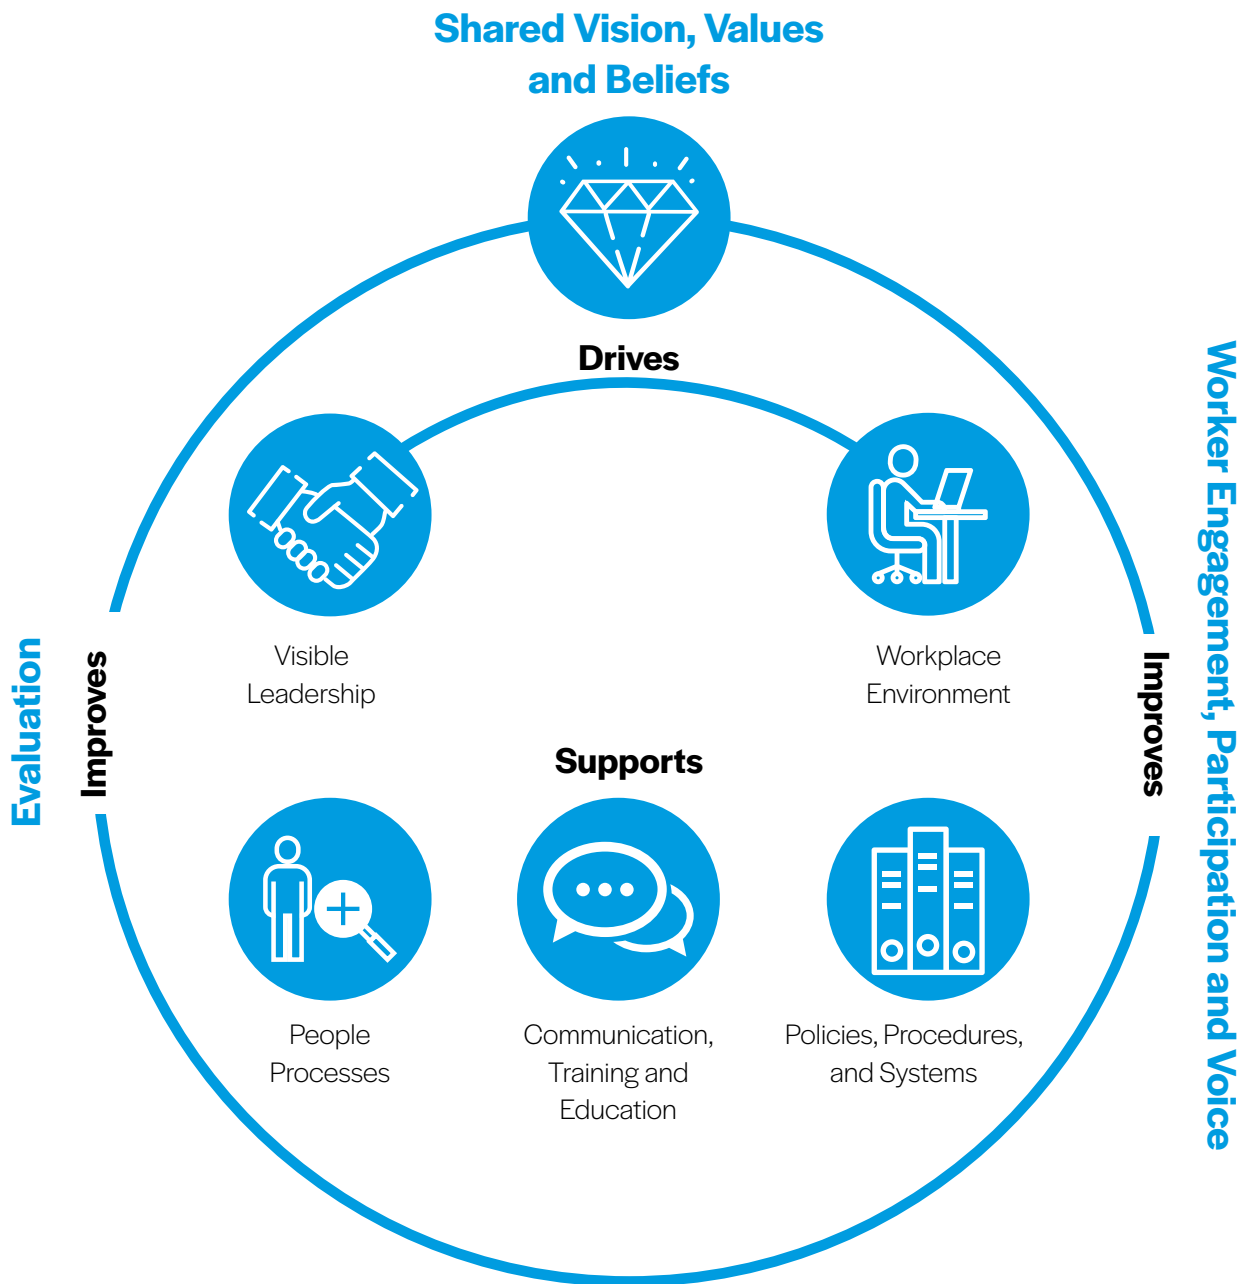 Shared Vision, Values
and Beliefs
Drives
Visible
Leadership
Workplace
Environment
Evaluation
Improves
Improves
Worker Engagement, Participation and Voice
Supports
People
Processes
Communication,
Training and
Education
Policies, Procedures,
and Systems